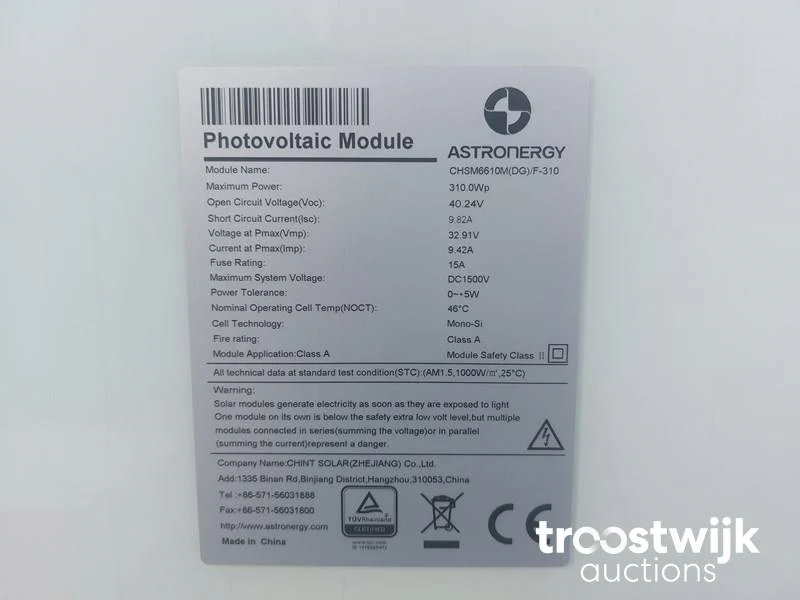 Photovoltaic Module
ASTRONERGY
Module Name: CHSM6610M(DG)/F-310
Maximum Power: 310.0Wp
Open Circuit Voltage(Voc): 40.24V
Short Circuit Current(Isc): 9.82A
Voltage at Pmax(Vmp): 32.91V
Current at Pmax(Imp): 9.42A
Fuse Rating: 15A
Maximum System Voltage: DC1500V
Power Tolerance: 0~+5W
Nominal Operating Cell Temp(NOCT): 46°C
Cell Technology: Mono-Si
Fire rating: Class A
Module Application:Class A Module Safety Class II
All technical data at standard test condition(STC):(AM1.5,1000W/㎡,25°C)
Warning:
Solar modules generate electricity as soon as they are exposed to light
One module on its own is below the safety extra low volt level,but multiple
modules connected in series(summing the voltage)or in parallel
(summing the current)represent a danger.
Company Name:CHINT SOLAR(ZHEJIANG) Co.,Ltd.
Add:1335 Binan Rd,Binjiang District,Hangzhou,310053,China
Tel :+86-571-56031888
Fax:+86-571-56031800
http://www.astronergy.com
Made in China
TÜVRheinland
CERTIFIED
www.tuv.com
CE
troostwijk
auctions